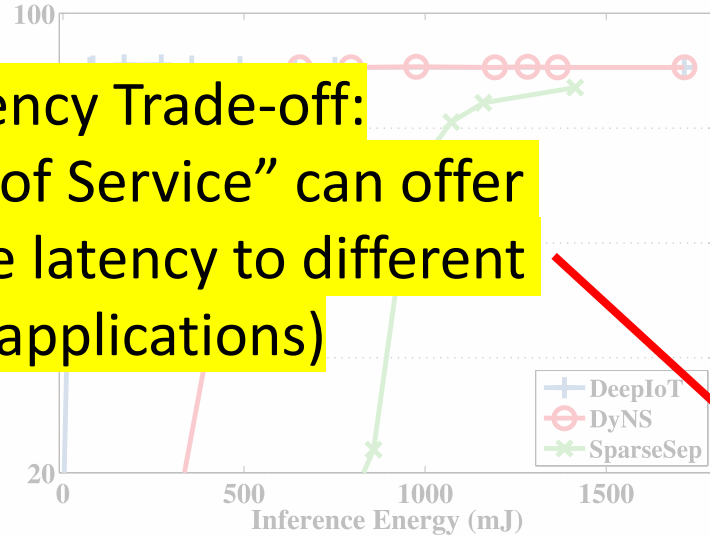 100
ency Trade-off:
of Service” can offer
e latency to different
applications)
DeepIoT
DyNS
SparseSep
20
0 500 1000 1500
Inference Energy (mJ)